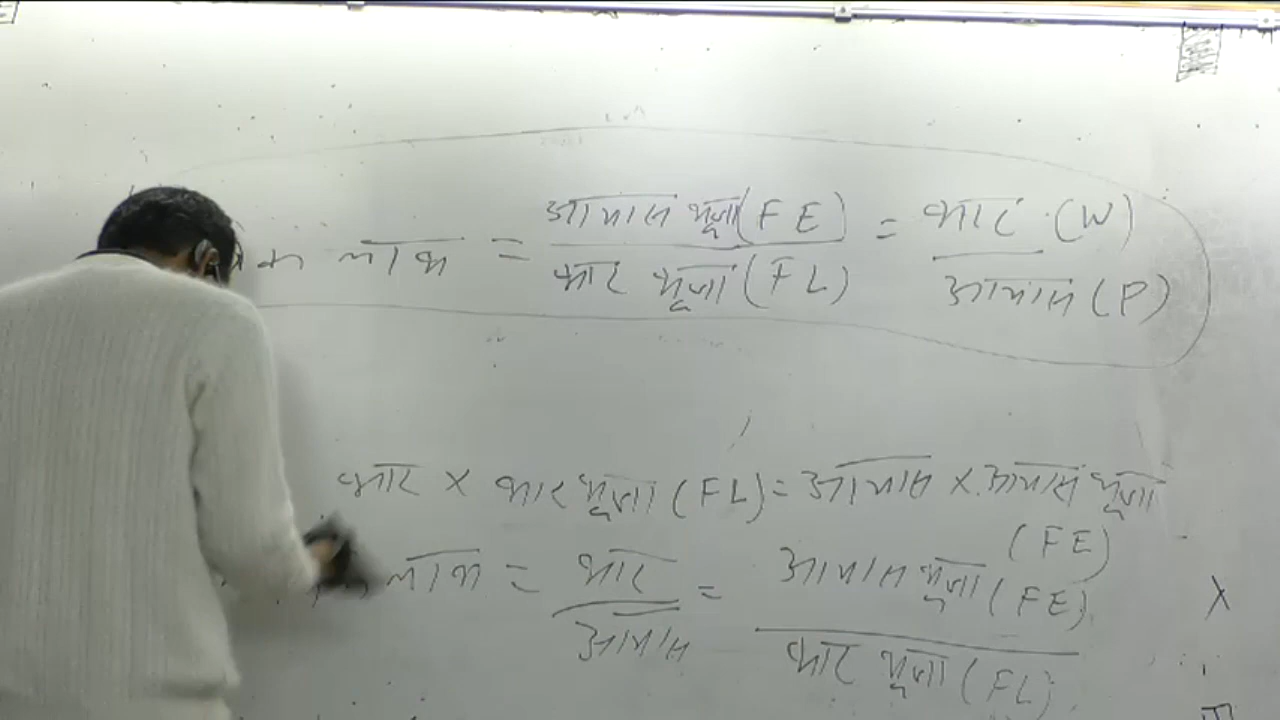 लाभ = आयास भुजा (FE) / भार भुजा (FL) = भार (W) / आयास (P)
भार × भार भुजा (FL) = आयास × आयास भुजा (FE)
लाभ = भार / आयास = आयास भुजा (FE) / भार भुजा (FL)